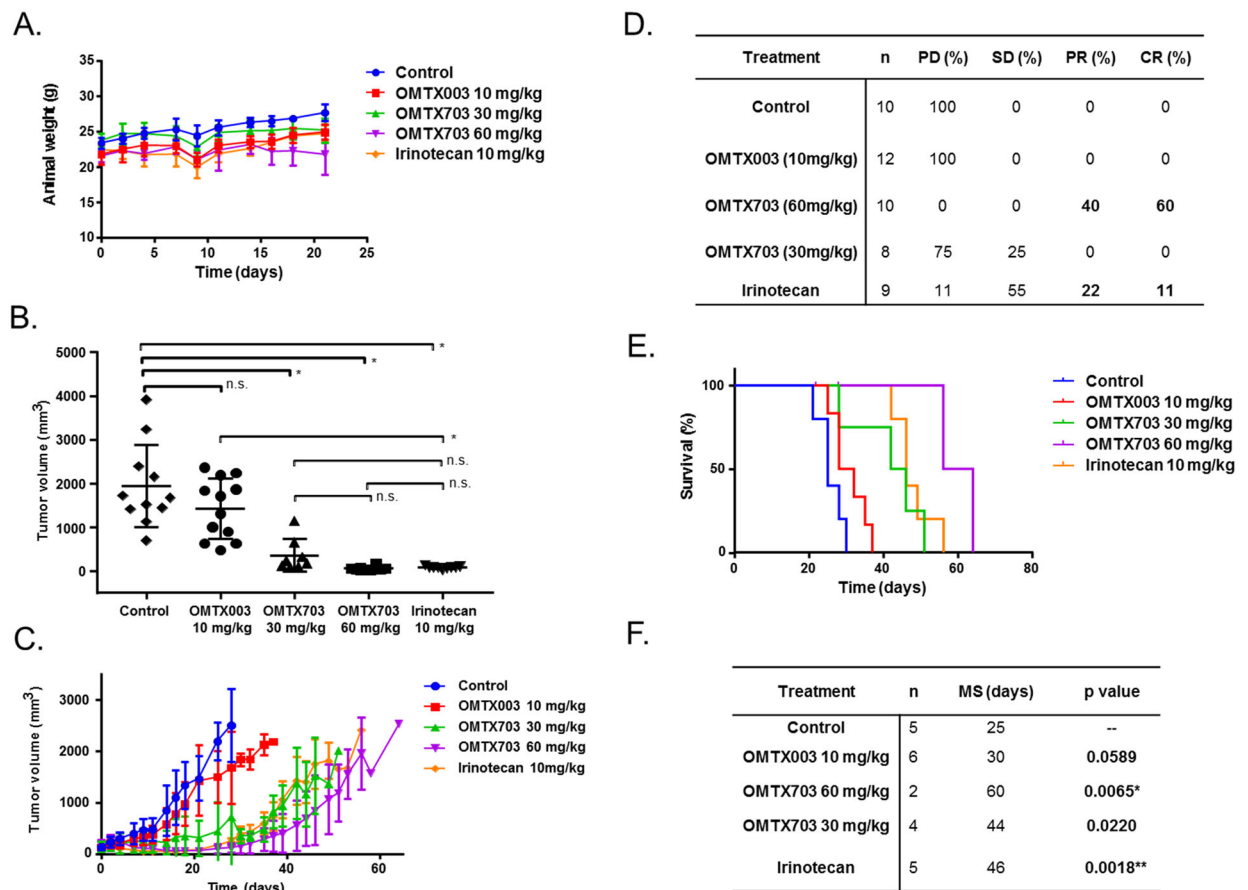 A.
35
30
25
20
15
10
0
5
10
15
20
25
Animal weight (g)
Time (days)
Control
OMTX003 10 mg/kg
OMTX703 30 mg/kg
OMTX703 60 mg/kg
Irinotecan 10 mg/kg
B.
5000
4000
3000
2000
1000
0
Tumor volume (mm3)
*
*
*
n.s.
*
n.s.
n.s.
n.s.
Control
OMTX003 10 mg/kg
OMTX703 30 mg/kg
OMTX703 60 mg/kg
Irinotecan 10 mg/kg
C.
3000
2000
1000
0
0
20
40
60
Tumor volume (mm3)
Time (days)
Control
OMTX003 10 mg/kg
OMTX703 30 mg/kg
OMTX703 60 mg/kg
Irinotecan 10mg/kg
D.
Treatment n PD (%) SD (%) PR (%) CR (%)
Control 10 100 0 0 0
OMTX003 (10mg/kg) 12 100 0 0 0
OMTX703 (60mg/kg) 10 0 0 40 60
OMTX703 (30mg/kg) 8 75 25 0 0
Irinotecan 9 11 55 22 11
E.
100
50
0
0
20
40
60
80
Survival (%)
Time (days)
Control
OMTX003 10 mg/kg
OMTX703 30 mg/kg
OMTX703 60 mg/kg
Irinotecan 10 mg/kg
F.
Treatment n MS (days) p value
Control 5 25 --
OMTX003 10 mg/kg 6 30 0.0589
OMTX703 60 mg/kg 2 60 0.0065*
OMTX703 30 mg/kg 4 44 0.0220
Irinotecan 5 46 0.0018**